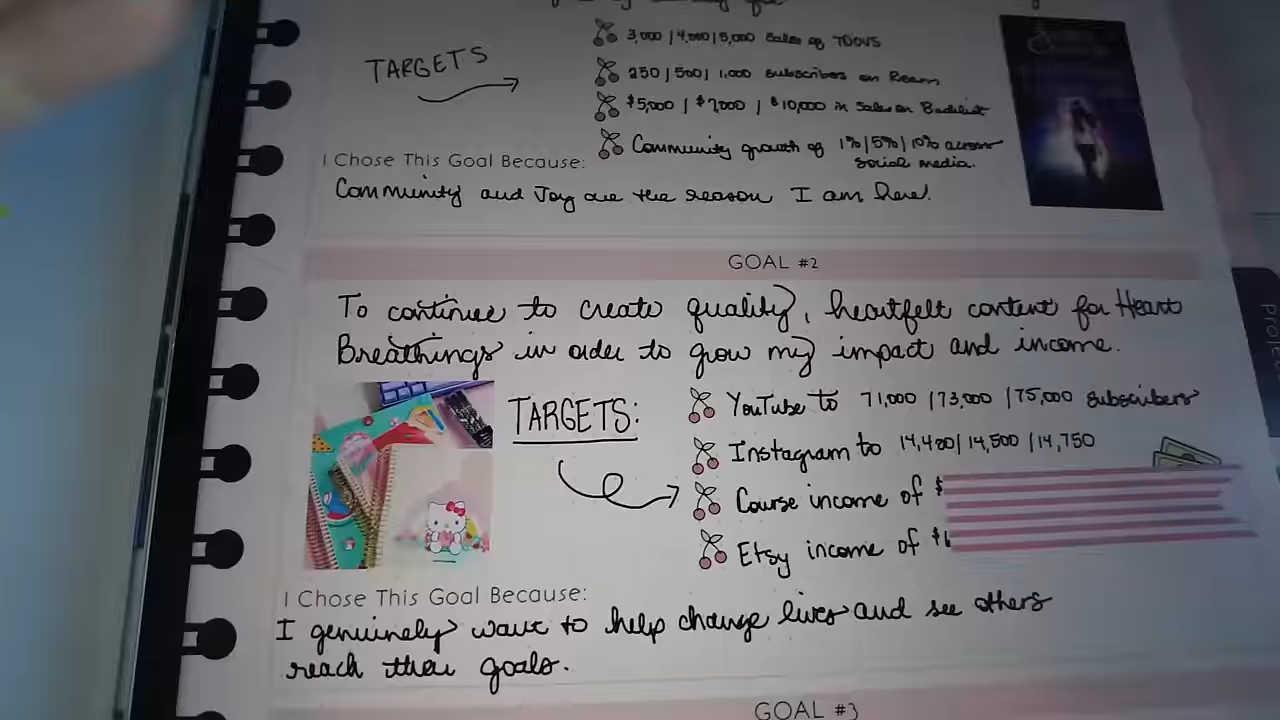 3,000 | 4,000 | 5,000 Sales of TDOVS
TARGETS
250 | 500 | 1,000 subscribers on Ream
$5,000 | $7,000 | $10,000 in Sales on Backlist
Community growth of 1% | 5% | 10% across
social media.
I Chose This Goal Because:
Community and Joy are the reason I am here!
GOAL #2
To continue to create quality, heartfelt content for Heart
Breathings in order to grow my impact and income.
TARGETS:
YouTube to 71,000 | 73,000 | 75,000 subscribers
Instagram to 14,420 | 14,500 | 14,750
Course income of $
Etsy income of $
I Chose This Goal Because:
I genuinely want to help change lives and see others
reach their goals.
GOAL #3